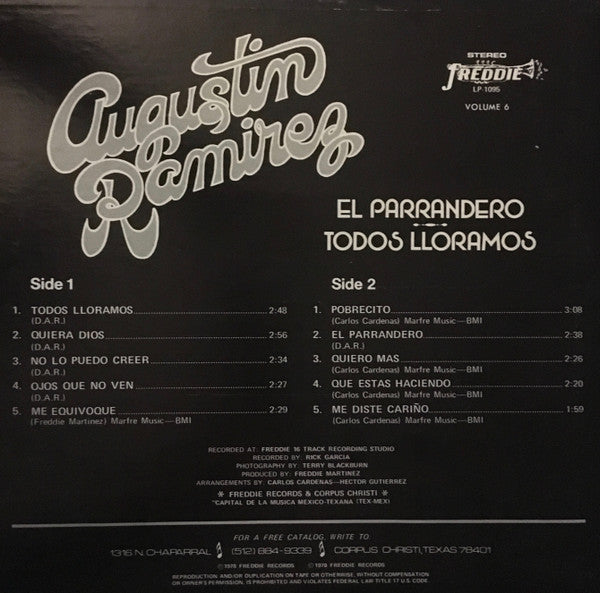 Augustin
Ramirez
STEREO
FREDDIE
LP-1095
VOLUME 6
EL PARRANDERO
TODOS LLORAMOS
Side 1
1. TODOS LLORAMOS 2:48
(D.A.R.)
2. QUIERA DIOS 2:56
(D.A.R.)
3. NO LO PUEDO CREER 2:34
(D.A.R.)
4. OJOS QUE NO VEN 2:27
(D.A.R.)
5. ME EQUIVOQUE 2:29
(Freddie Martinez) Marfre Music—BMI
Side 2
1. POBRECITO 3:08
(Carlos Cardenas) Marfre Music—BMI
2. EL PARRANDERO 2:38
(D.A.R.)
3. QUIERO MAS 2:26
(Carlos Cardenas) Marfre Music—BMI
4. QUE ESTAS HACIENDO 2:20
(Carlos Cardenas) Marfre Music—BMI
5. ME DISTE CARIÑO 1:59
(Carlos Cardenas) Marfre Music—BMI
RECORDED AT: FREDDIE 16 TRACK RECORDING STUDIO
RECORDED BY: RICK GARCIA
PHOTOGRAPHY BY: TERRY BLACKBURN
PRODUCED BY: FREDDIE MARTINEZ
ARRANGEMENTS BY: CARLOS CARDENAS—HECTOR GUTIERREZ
* FREDDIE RECORDS & CORPUS CHRISTI *
"CAPITAL DE LA MUSICA MÉXICO-TEXANA (TEX-MEX)
FOR A FREE CATALOG, WRITE TO:
1316 N. CHAPARRAL (512) 884-9339 CORPUS CHRISTI, TEXAS 78401
Ⓒ 1978 FREDDIE RECORDS Ⓟ 1978 FREDDIE RECORDS
REPRODUCTION AND/OR DUPLICATION ON TAPE OR OTHERWISE, WITHOUT COMPENSATION
OR OWNER'S PERMISSION, IS PROHIBITED AND VIOLATES FEDERAL LAW TITLE 17 U.S. CODE.